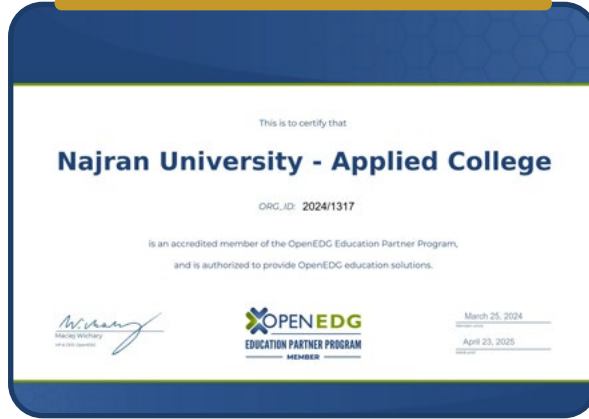 This is to certify that
Najran University - Applied College
ORG_ID: 2024/1317
is an accredited member of the OpenEDG Education Partner Program,
and is authorized to provide OpenEDG education solutions.
Maciej Wichary
OPENEDG
EDUCATION PARTNER PROGRAM
MEMBER
March 25, 2024
April 23, 2025